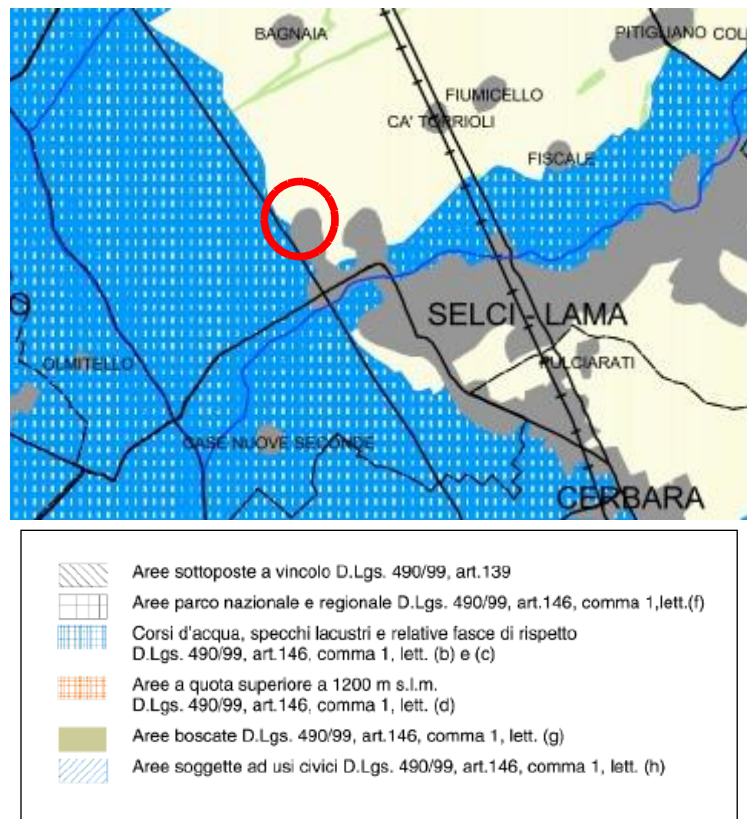 BAGNAIA
PITIGLIANO COL
FIUMICELLO
CA' TORRIOLI
FISCALE
SELCI - LAMA
OLMITELLO
PULCIARATI
CASE NUOVE SECONDE
CERBARA
Aree sottoposte a vincolo D.Lgs. 490/99, art.139
Aree parco nazionale e regionale D.Lgs. 490/99, art.146, comma 1,lett.(f)
Corsi d'acqua, specchi lacustri e relative fasce di rispetto
D.Lgs. 490/99, art.146, comma 1, lett. (b) e (c)
Aree a quota superiore a 1200 m s.l.m.
D.Lgs. 490/99, art.146, comma 1, lett. (d)
Aree boscate D.Lgs. 490/99, art.146, comma 1, lett. (g)
Aree soggette ad usi civici D.Lgs. 490/99, art.146, comma 1, lett. (h)